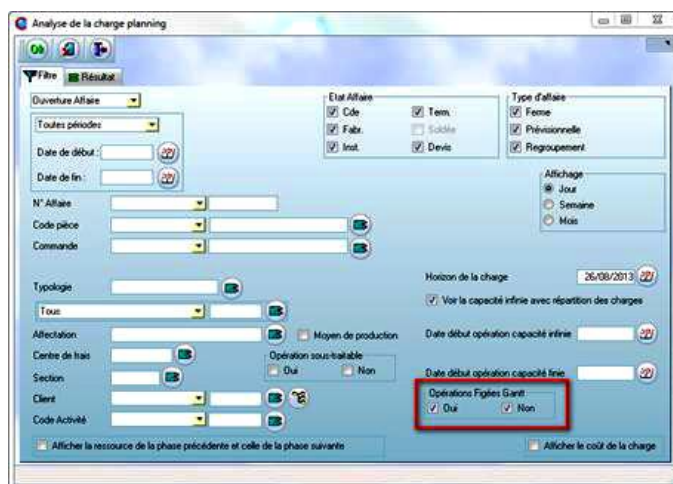 Analyse de la charge planning
Filtre Résultat
Ouverture Affaire
Toutes périodes
Date de début :
Date de fin :
Etat Affaire
Cde Term.
Fabr. Soldée
Inst. Devis
Type d'affaire
Ferme
Prévisionnelle
Regroupement
Affichage
Jour
Semaine
Mois
N° Affaire
Code pièce
Commande
Horizon de la charge 26/08/2013
Typologie
Voir la capacité infinie avec répartition des charges
Tous
Affectation Moyen de production
Date début opération capacité infinie
Centre de frais
Opération sous-traitable
Oui Non
Section
Date début opération capacité finie
Client
Opérations Figées Gantt
Oui Non
Code Activité
Afficher la ressource de la phase précédente et celle de la phase suivante
Afficher le coût de la charge